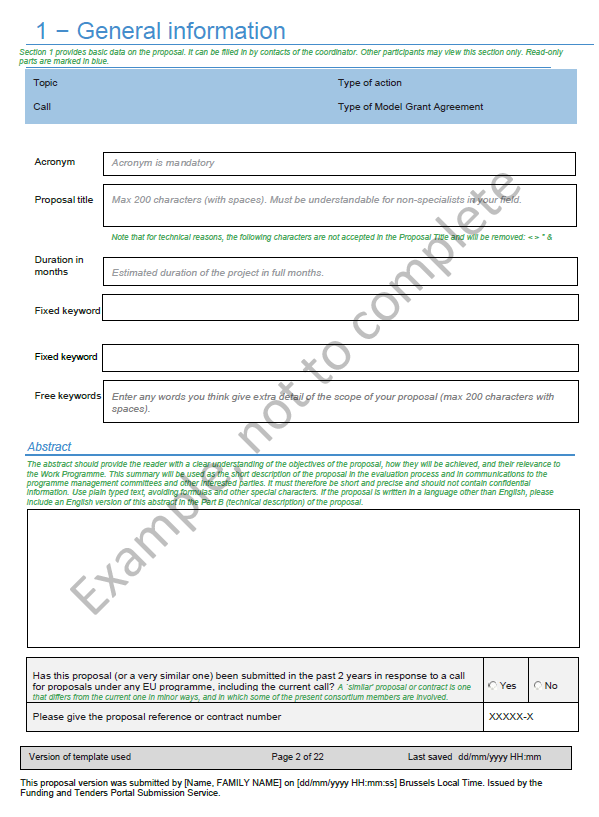 1 − General information
Section 1 provides basic data on the proposal. It can be filled in by contacts of the coordinator. Other participants may view this section only. Read-only
parts are marked in blue.
Topic
Type of action
Call
Type of Model Grant Agreement
Acronym
Acronym is mandatory
Proposal title
Max 200 characters (with spaces). Must be understandable for non-specialists in your field.
Note that for technical reasons, the following characters are not accepted in the Proposal Title and will be removed: < > " &
Duration in
months
Estimated duration of the project in full months.
Fixed keyword
Fixed keyword
Free keywords
Enter any words you think give extra detail of the scope of your proposal (max 200 characters with
spaces).
Abstract
The abstract should provide the reader with a clear understanding of the objectives of the proposal, how they will be achieved, and their relevance to
the Work Programme. This summary will be used as the short description of the proposal in the evaluation process and in communications to the
programme management committees and other interested parties. It must therefore be short and precise and should not contain confidential
information. Use plain typed text, avoiding formulas and other special characters. If the proposal is written in a language other than English, please
include an English version of this abstract in the Part B (technical description) of the proposal.
Example, not to complete
Has this proposal (or a very similar one) been submitted in the past 2 years in response to a call
for proposals under any EU programme, including the current call? A 'similar' proposal or contract is one
that differs from the current one in minor ways, and in which some of the present consortium members are involved.
Yes
No
Please give the proposal reference or contract number
XXXXX-X
Version of template used
Page 2 of 22
Last saved dd/mm/yyyy HH:mm
This proposal version was submitted by [Name, FAMILY NAME] on [dd/mm/yyyy HH:mm:ss] Brussels Local Time. Issued by the
Funding and Tenders Portal Submission Service.